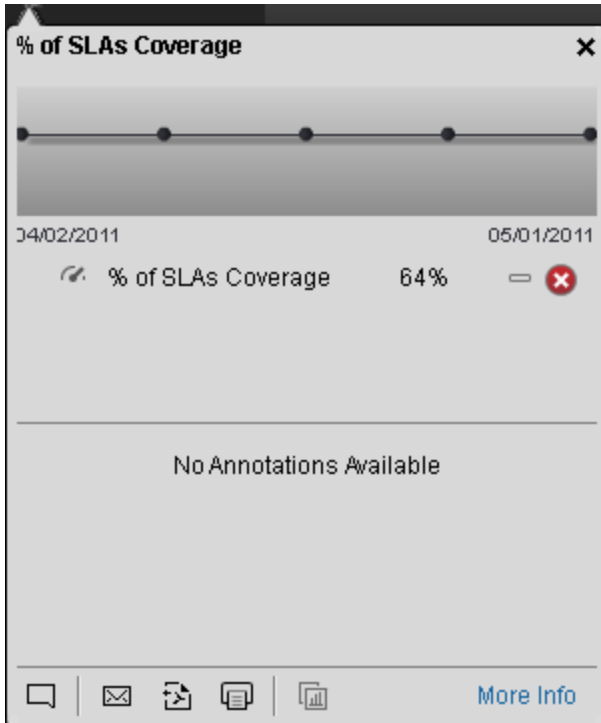 % of SLAs Coverage
04/02/2011 05/01/2011
% of SLAs Coverage 64%
No Annotations Available
More Info